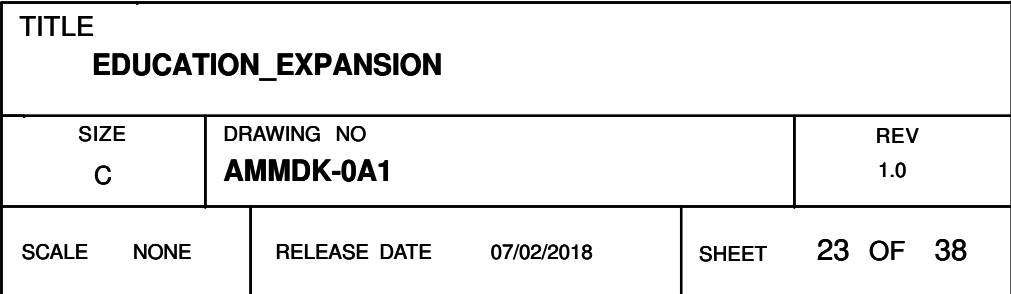 TITLE
EDUCATION_EXPANSION
SIZE
C
DRAWING NO
AMMDK-0A1
REV
1.0
SCALE NONE
RELEASE DATE 07/02/2018
SHEET 23 OF 38